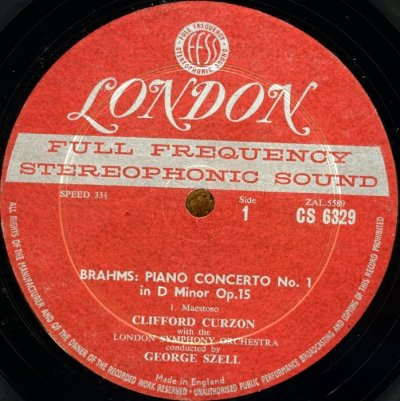 FULL FREQUENCY
STEREOPHONIC SOUND
FFSS
LONDON
FULL FREQUENCY
STEREOPHONIC SOUND
SPEED 33⅓
Side
1
ZAL.5589
CS 6329
BRAHMS: PIANO CONCERTO No. 1
in D Minor Op.15
1. Maestoso
CLIFFORD CURZON
with the
LONDON SYMPHONY ORCHESTRA
conducted by
GEORGE SZELL
Made in England
ALL RIGHTS OF THE MANUFACTURER AND OF THE OWNER OF THE RECORDED WORK RESERVED - UNAUTHORISED PUBLIC PERFORMANCE BROADCASTING AND COPYING OF THIS RECORD PROHIBITED